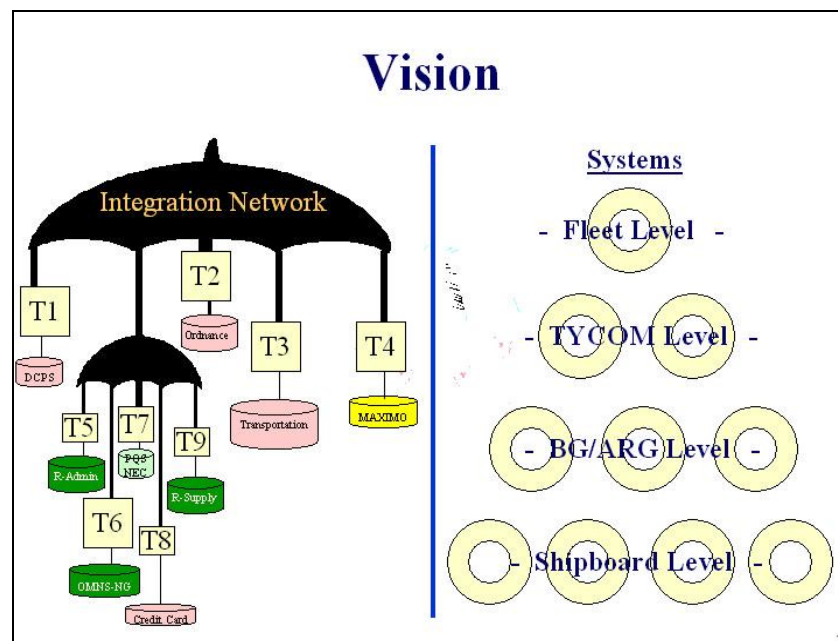 Vision
Integration Network
T1
DCPS
T2
Ordnance
T3
Transportation
T4
MAXIMO
T5
R-Admin
T7
PQS
NEC
T9
R-Supply
T6
OMNS-NG
T8
Credit Card
Systems
- Fleet Level -
- TYCOM Level -
- BG/ARG Level -
- Shipboard Level -